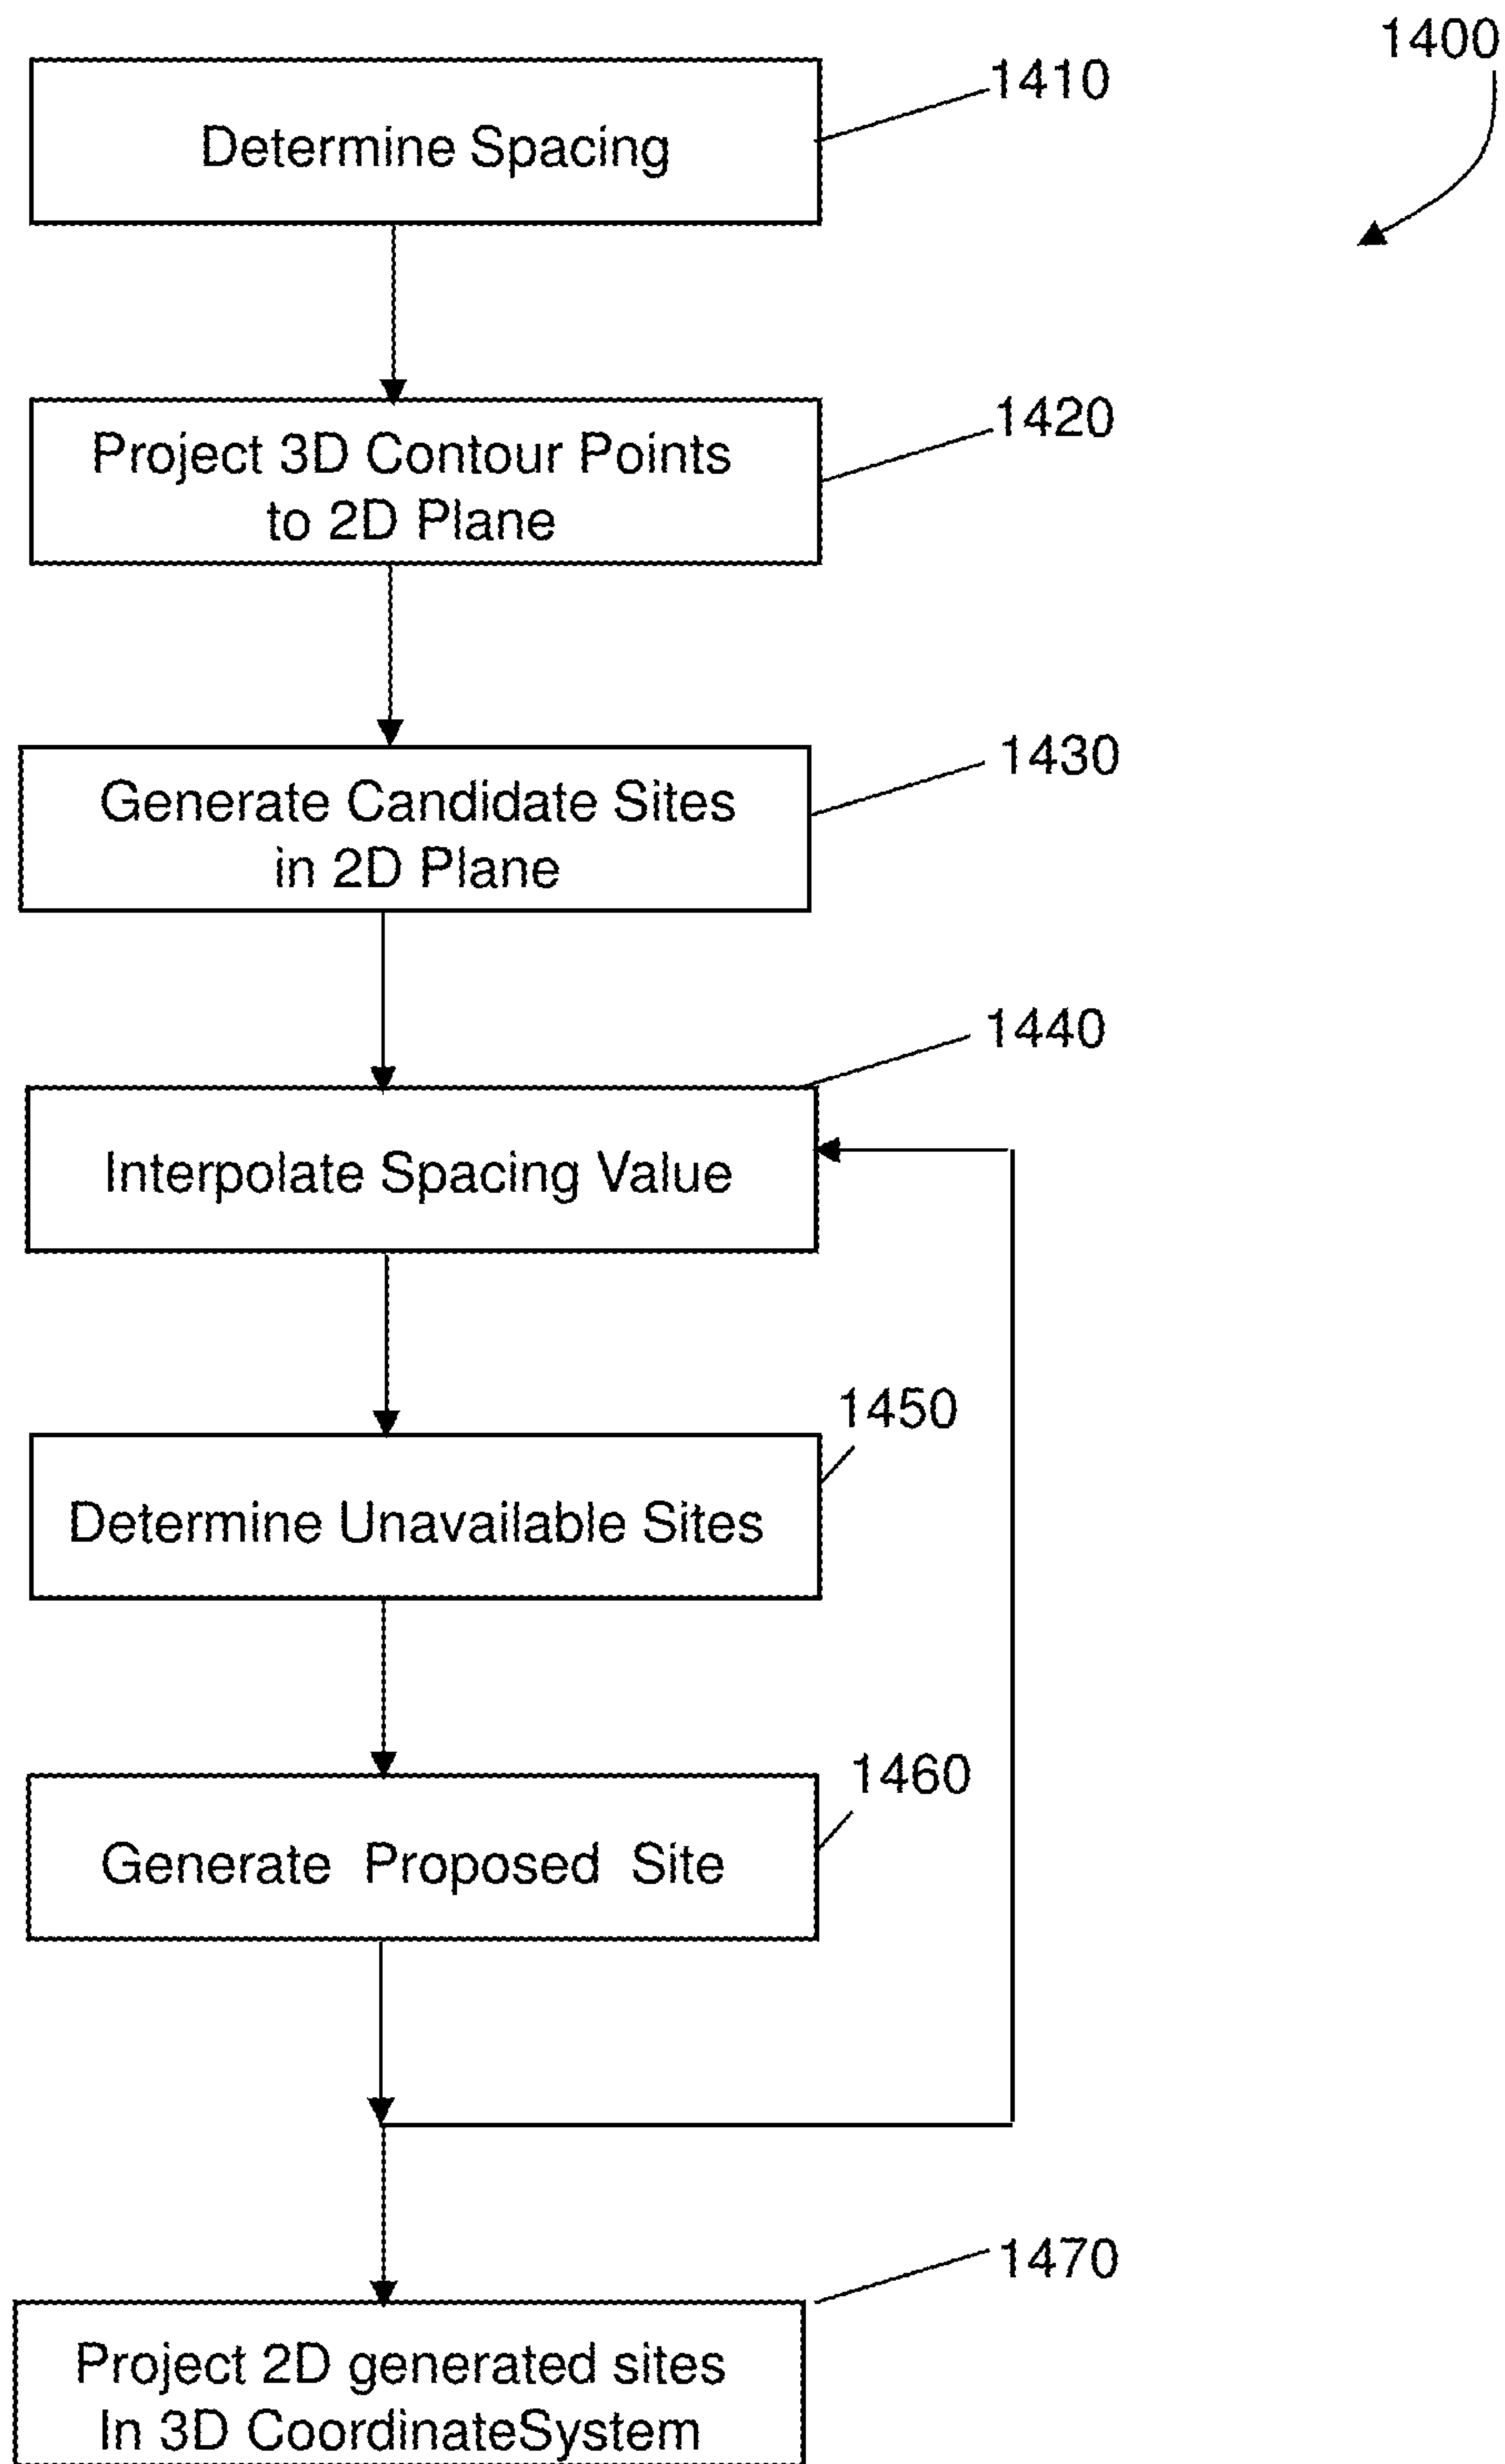 1400
1410
Determine Spacing
1420
Project 3D Contour Points
to 2D Plane
1430
Generate Candidate Sites
in 2D Plane
1440
Interpolate Spacing Value
1450
Determine Unavailable Sites
1460
Generate Proposed Site
1470
Project 2D generated sites
In 3D CoordinateSystem